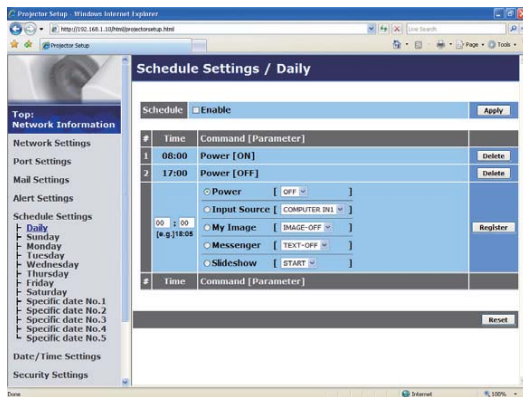 Projector Setup - Windows Internet Explorer
http://192.168.1.10/html/projectorsetup.html
Live Search
Projector Setup
Page
Tools
Schedule Settings / Daily
Top:
Network Information
Network Settings
Port Settings
Mail Settings
Alert Settings
Schedule Settings
Daily
Sunday
Monday
Tuesday
Wednesday
Thursday
Friday
Saturday
Specific date No.1
Specific date No.2
Specific date No.3
Specific date No.4
Specific date No.5
Date/Time Settings
Security Settings
Schedule Enable Apply
# Time Command [Parameter]
1 08:00 Power [ON] Delete
2 17:00 Power [OFF] Delete
00 : 00
[e.g.]18:05
Power [ OFF ]
Input Source [ COMPUTER IN1 ]
My Image [ IMAGE-OFF ]
Messenger [ TEXT-OFF ]
Slideshow [ START ]
Register
# Time Command [Parameter]
Reset
Done Internet 100%